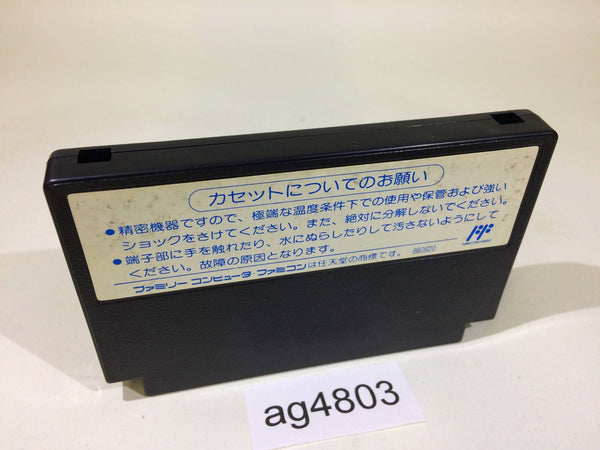 カセットについてのお願い
●精密機器ですので、極端な温度条件下での使用や保管および強い
ショックをさけてください。また、絶対に分解しないでください。
●端子部に手を触れたり、水にぬらしたりして汚さないようにして
ください。故障の原因となります。
ファミリーコンピュータ ファミコンは任天堂の商標です。 880920
ag4803